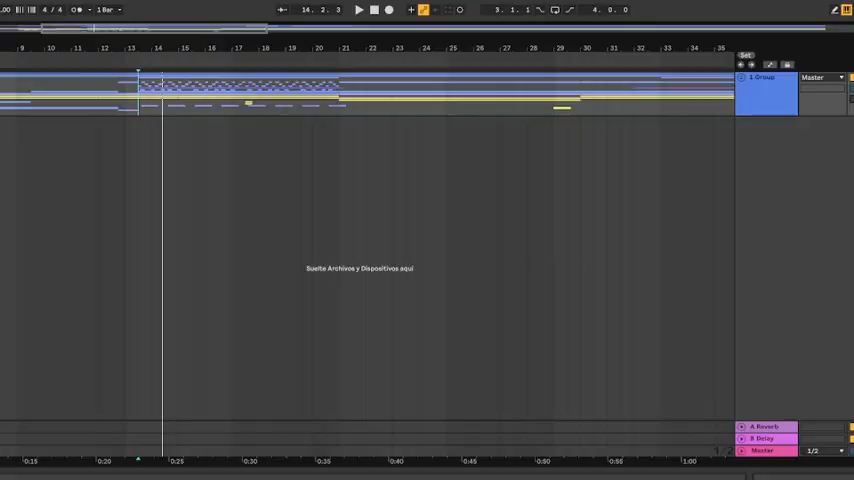 .00 4 / 4 1 Bar 14. 2. 3 3. 1. 1 4. 0. 0
9 10 11 12 13 14 15 16 17 18 19 20 21 22 23 24 25 26 27 28 29 30 31 32 33 34 35
Set
1 Group Master
Suelte Archivos y Dispositivos aquí
A Reverb
B Delay
1/2 Master 1/2
0:15 0:20 0:25 0:30 0:35 0:40 0:45 0:50 0:55 1:00